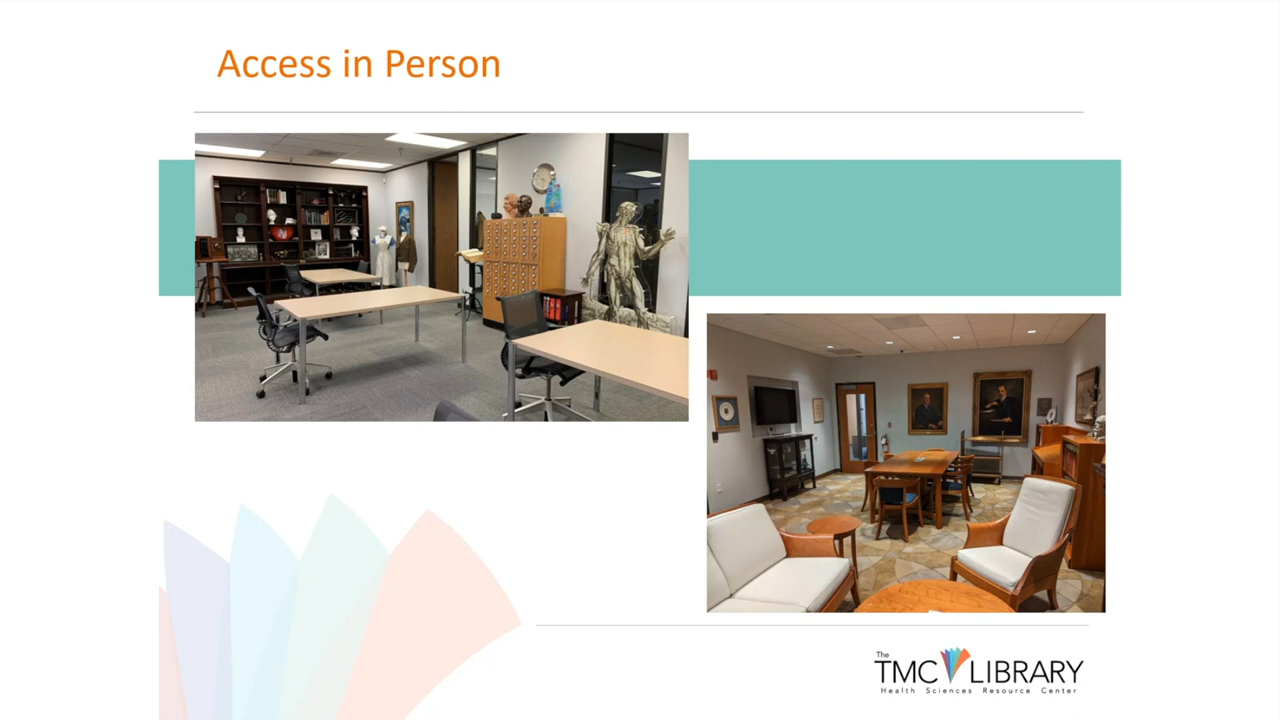 Access in Person
The
TMC LIBRARY
Health Sciences Resource Center